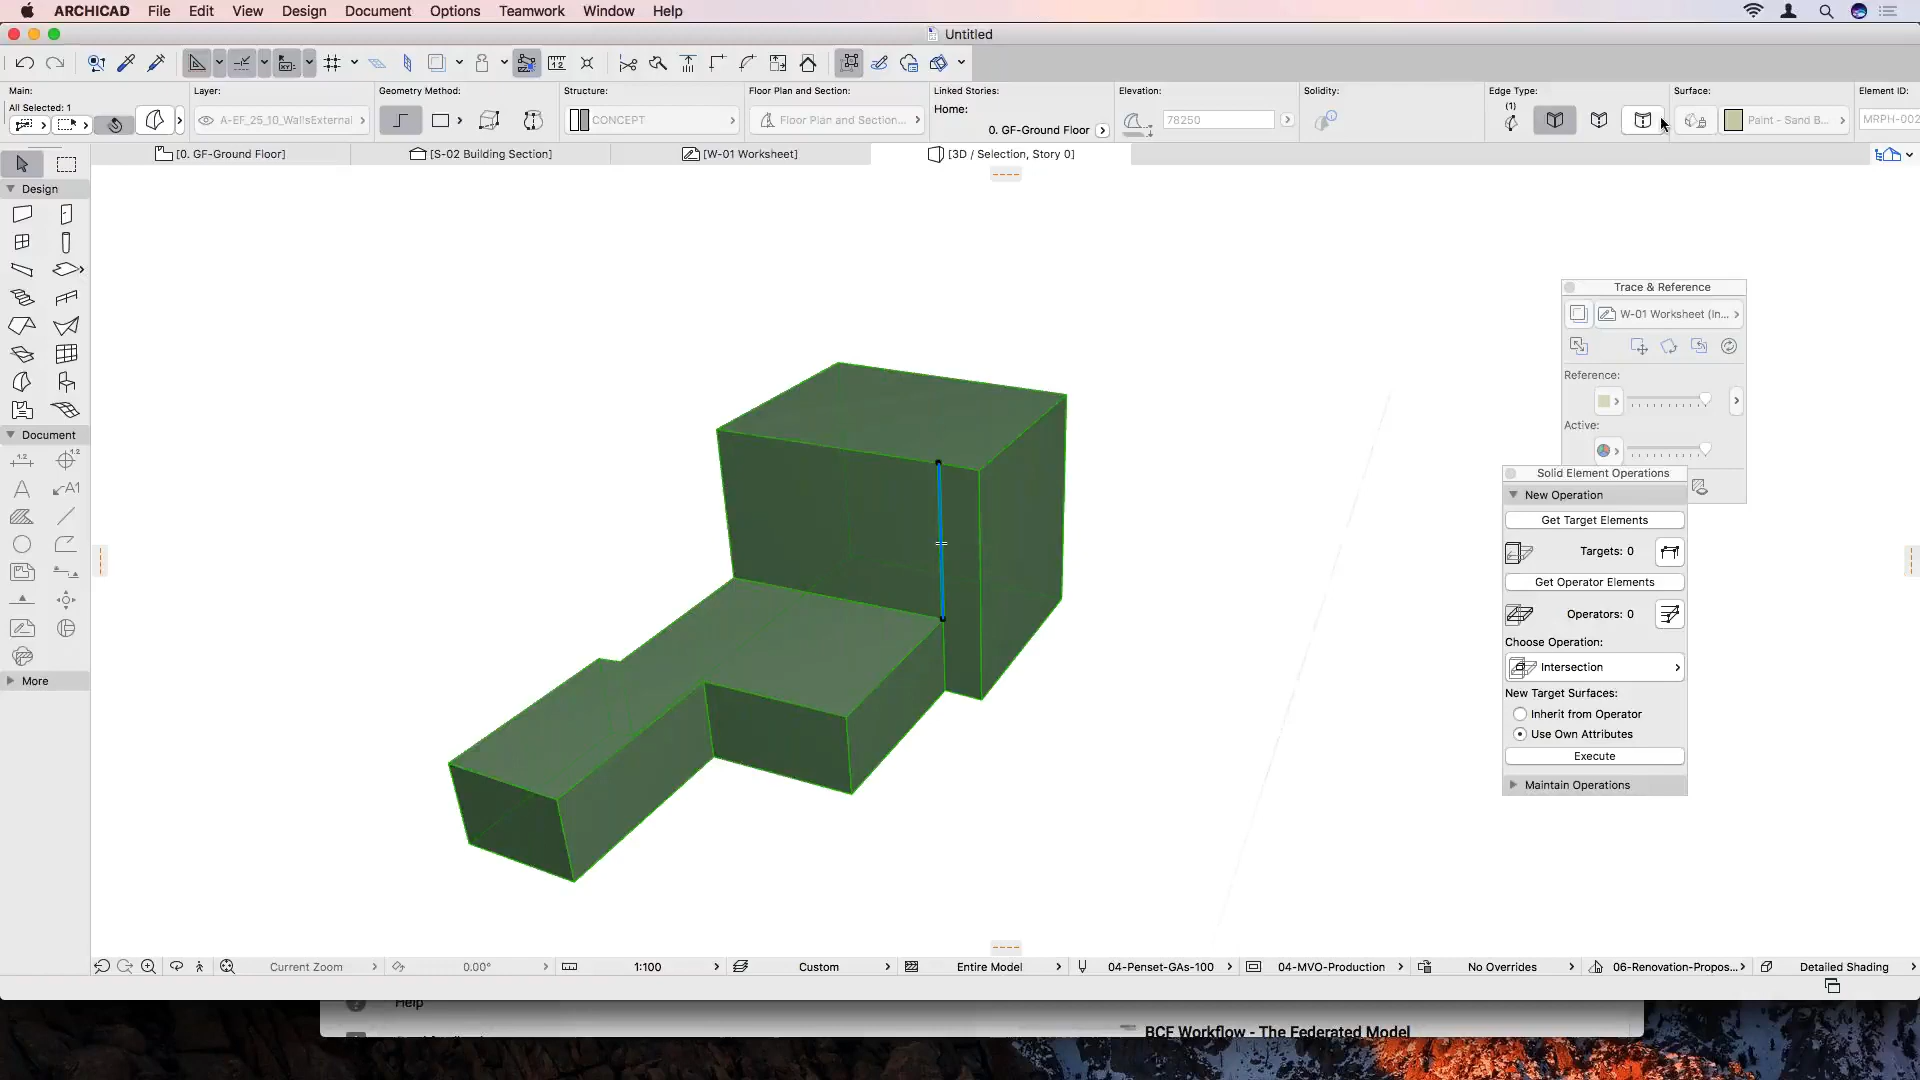 ARCHICAD File Edit View Design Document Options Teamwork Window Help
Untitled
Main: Layer: Geometry Method: Structure: Floor Plan and Section: Linked Stories: Elevation: Solidity: Edge Type: Surface: Element ID:
All Selected: 1
A-EF_25_10_WallsExternal
CONCEPT
Floor Plan and Section...
Home:
0. GF-Ground Floor
78250
(1)
Paint - Sand B...
MRPH-002
[0. GF-Ground Floor]
[S-02 Building Section]
[W-01 Worksheet]
[3D / Selection, Story 0]
Design
Document
More
Trace & Reference
W-01 Worksheet (In...
Reference:
Active:
Solid Element Operations
New Operation
Get Target Elements
Targets: 0
Get Operator Elements
Operators: 0
Choose Operation:
Intersection
New Target Surfaces:
Inherit from Operator
Use Own Attributes
Execute
Maintain Operations
Current Zoom 0.00° 1:100 Custom Entire Model 04-Penset-GAs-100 04-MVO-Production No Overrides 06-Renovation-Propos... Detailed Shading
Help
BCF Workflow - The Federated Model